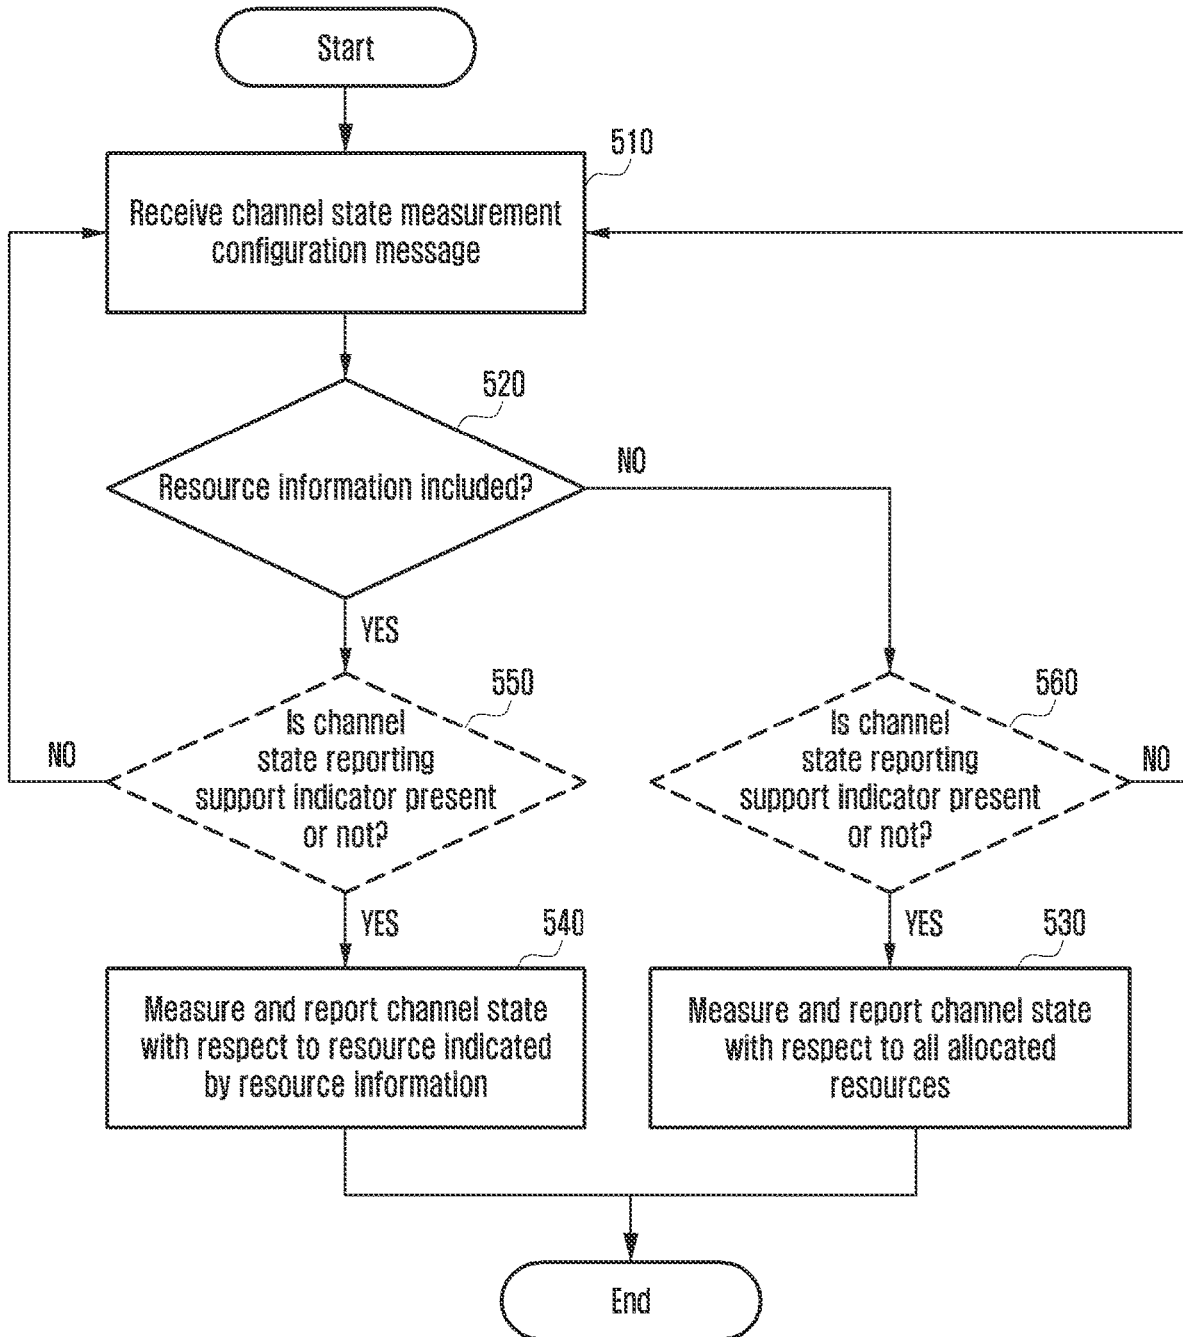 Start
510
Receive channel state measurement
configuration message
520
Resource information included?
NO
YES
550
Is channel
state reporting
support indicator present
or not?
NO
YES
560
Is channel
state reporting
support indicator present
or not?
NO
YES
540
Measure and report channel state
with respect to resource indicated
by resource information
530
Measure and report channel state
with respect to all allocated
resources
End